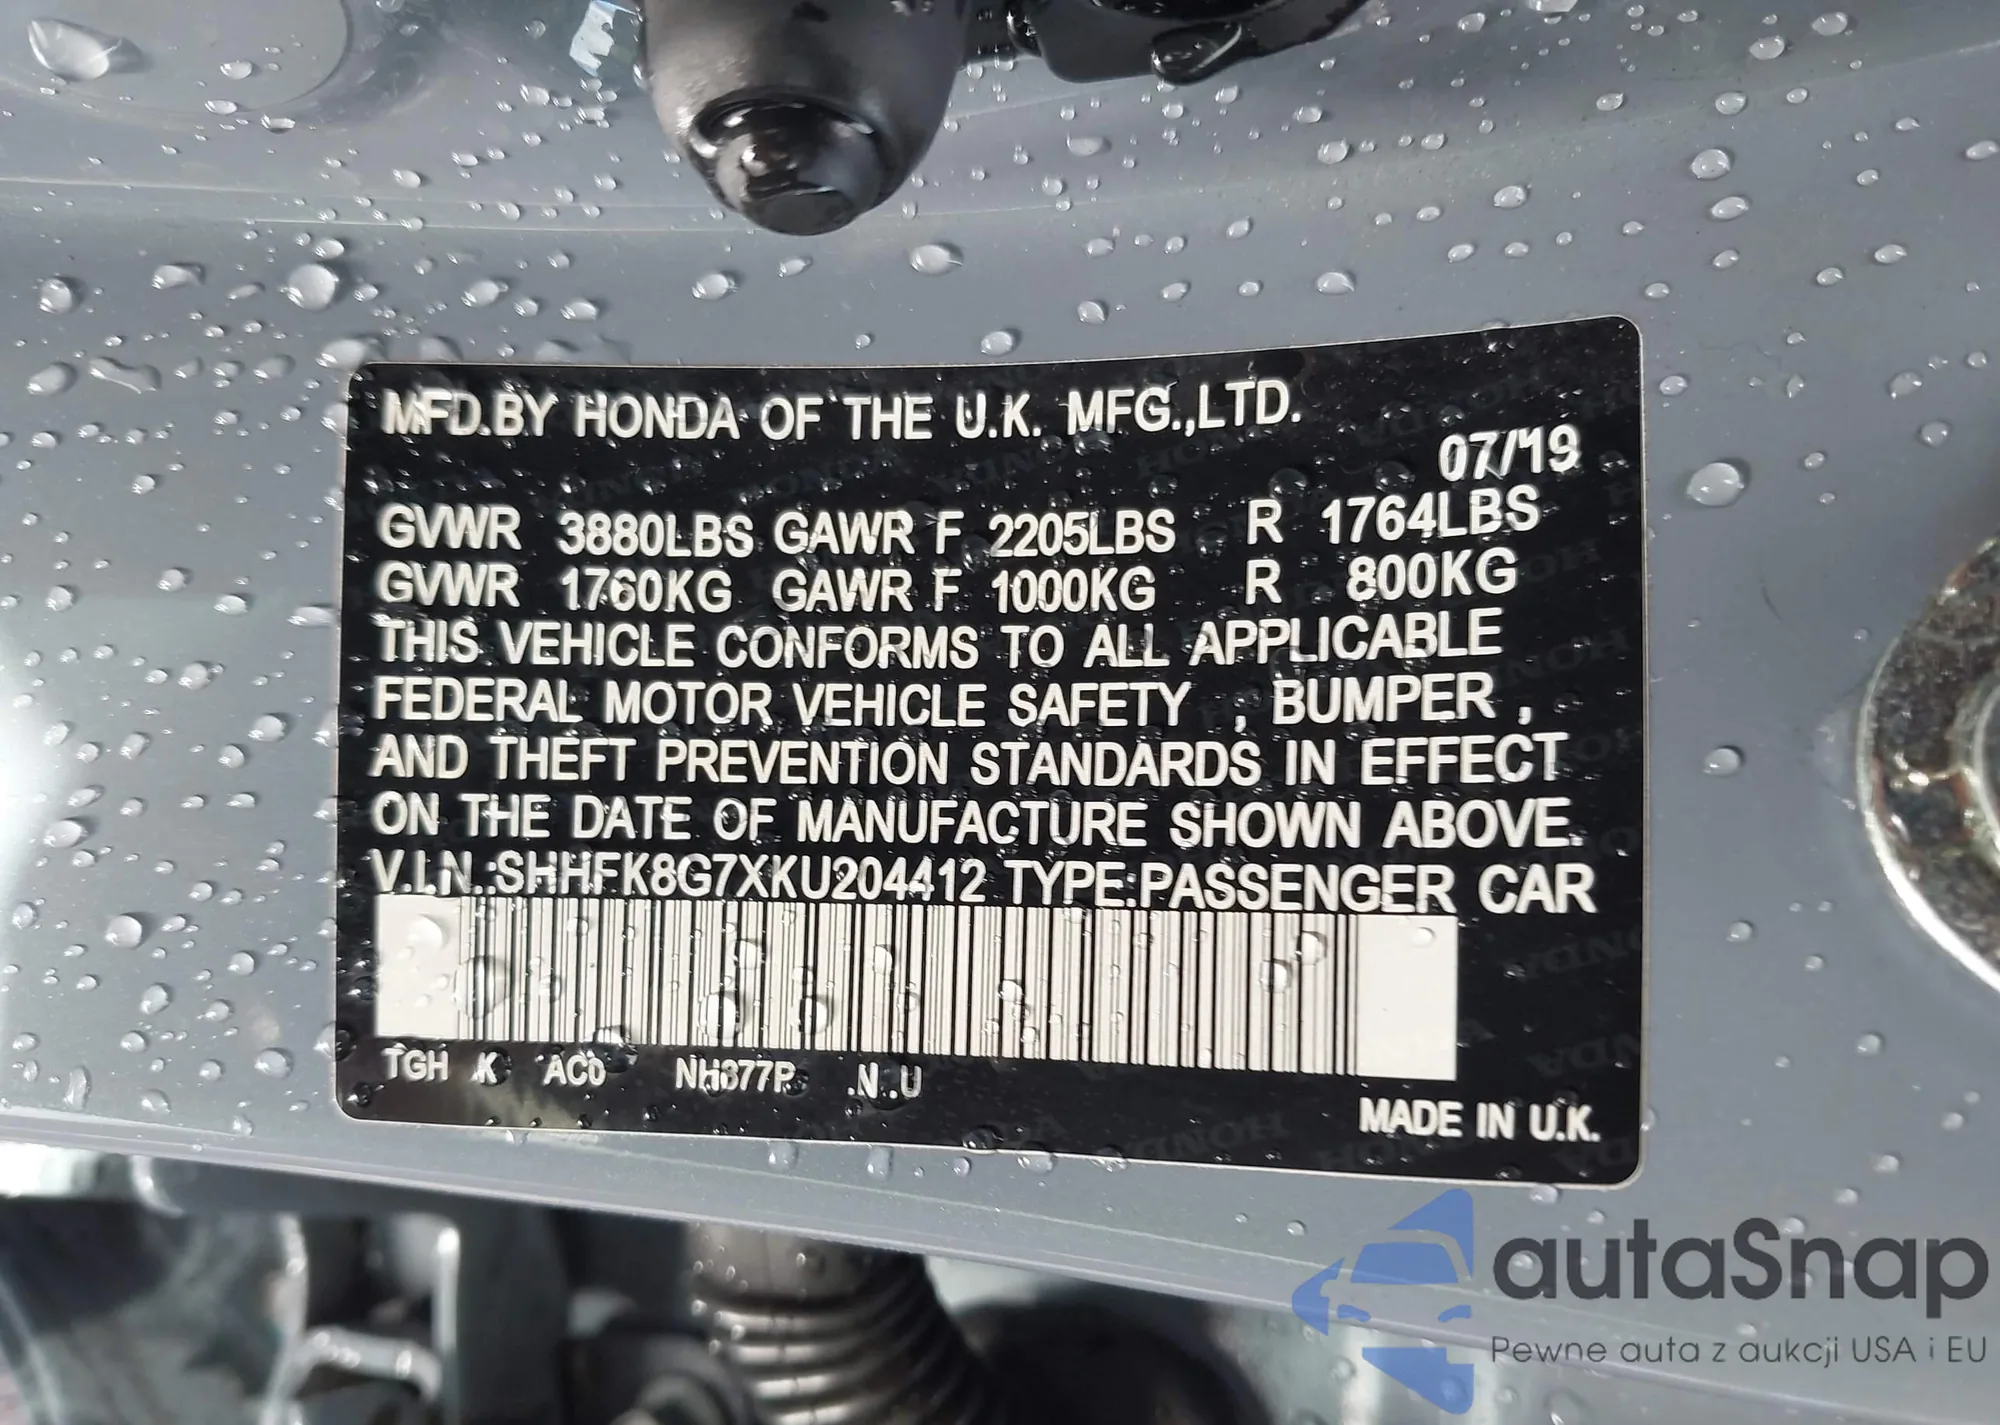 MFD.BY HONDA OF THE U.K. MFG.,LTD.
07/19
GVWR 3880LBS GAWR F 2205LBS R 1764LBS
GVWR 1760KG GAWR F 1000KG R 800KG
THIS VEHICLE CONFORMS TO ALL APPLICABLE
FEDERAL MOTOR VEHICLE SAFETY , BUMPER ,
AND THEFT PREVENTION STANDARDS IN EFFECT
ON THE DATE OF MANUFACTURE SHOWN ABOVE.
V.I.N.:SHHFK8G7XKU204412 TYPE:PASSENGER CAR
TGH K N U
MADE IN U.K.
autaSnap
Pewne auta z aukcji USA i EU